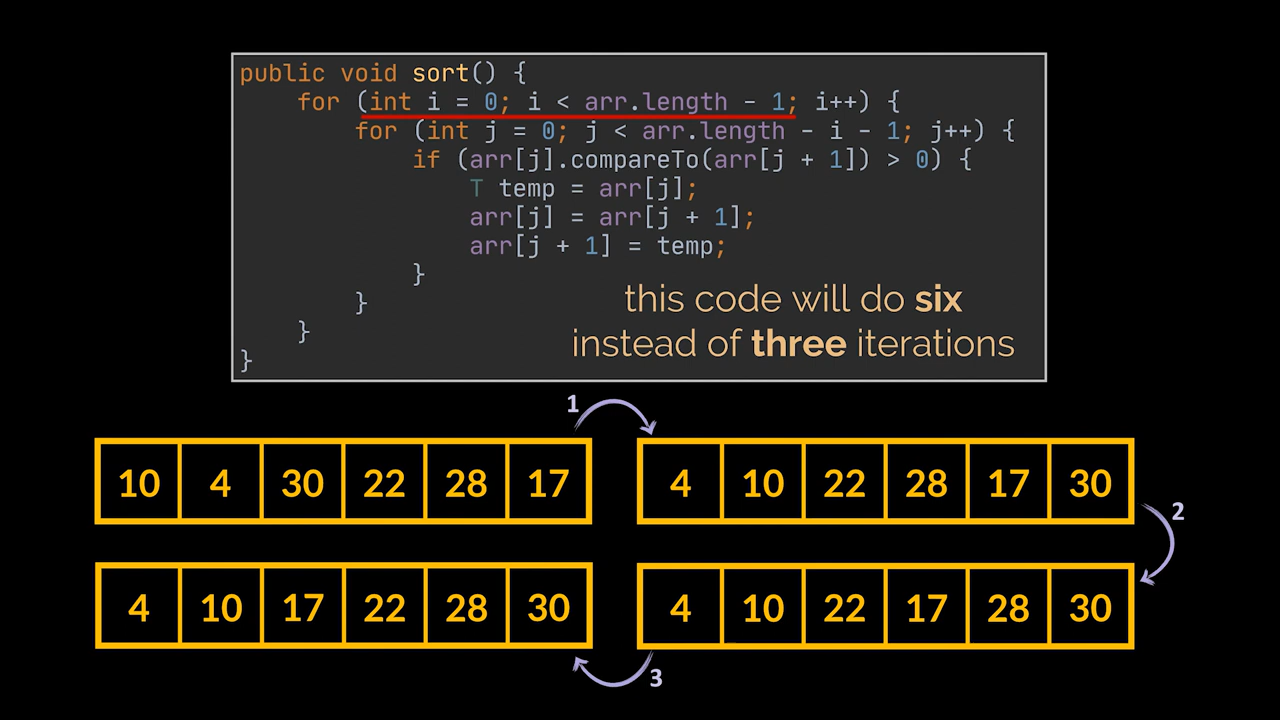 public void sort() {
for (int i = 0; i < arr.length - 1; i++) {
for (int j = 0; j < arr.length - i - 1; j++) {
if (arr[j].compareTo(arr[j + 1]) > 0) {
T temp = arr[j];
arr[j] = arr[j + 1];
arr[j + 1] = temp;
}
}
}
}
this code will do six
instead of three iterations
1
10 4 30 22 28 17
4 10 22 28 17 30
2
4 10 17 22 28 30
4 10 22 17 28 30
3